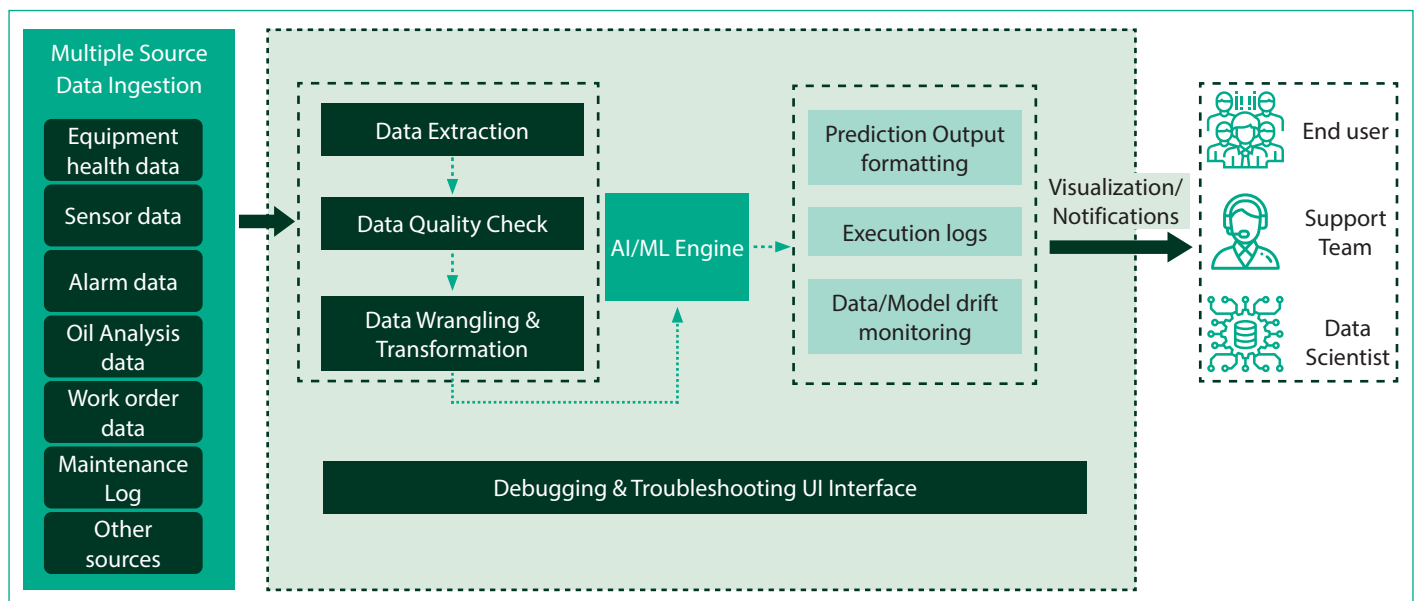 Multiple Source
Data Ingestion
Equipment
health data
Sensor data
Alarm data
Oil Analysis
data
Work order
data
Maintenance
Log
Other
sources
Data Extraction
Data Quality Check
Data Wrangling &
Transformation
AI/ML Engine
Prediction Output
formatting
Execution logs
Data/Model drift
monitoring
Debugging & Troubleshooting UI Interface
Visualization/
Notifications
End user
Support
Team
Data
Scientist